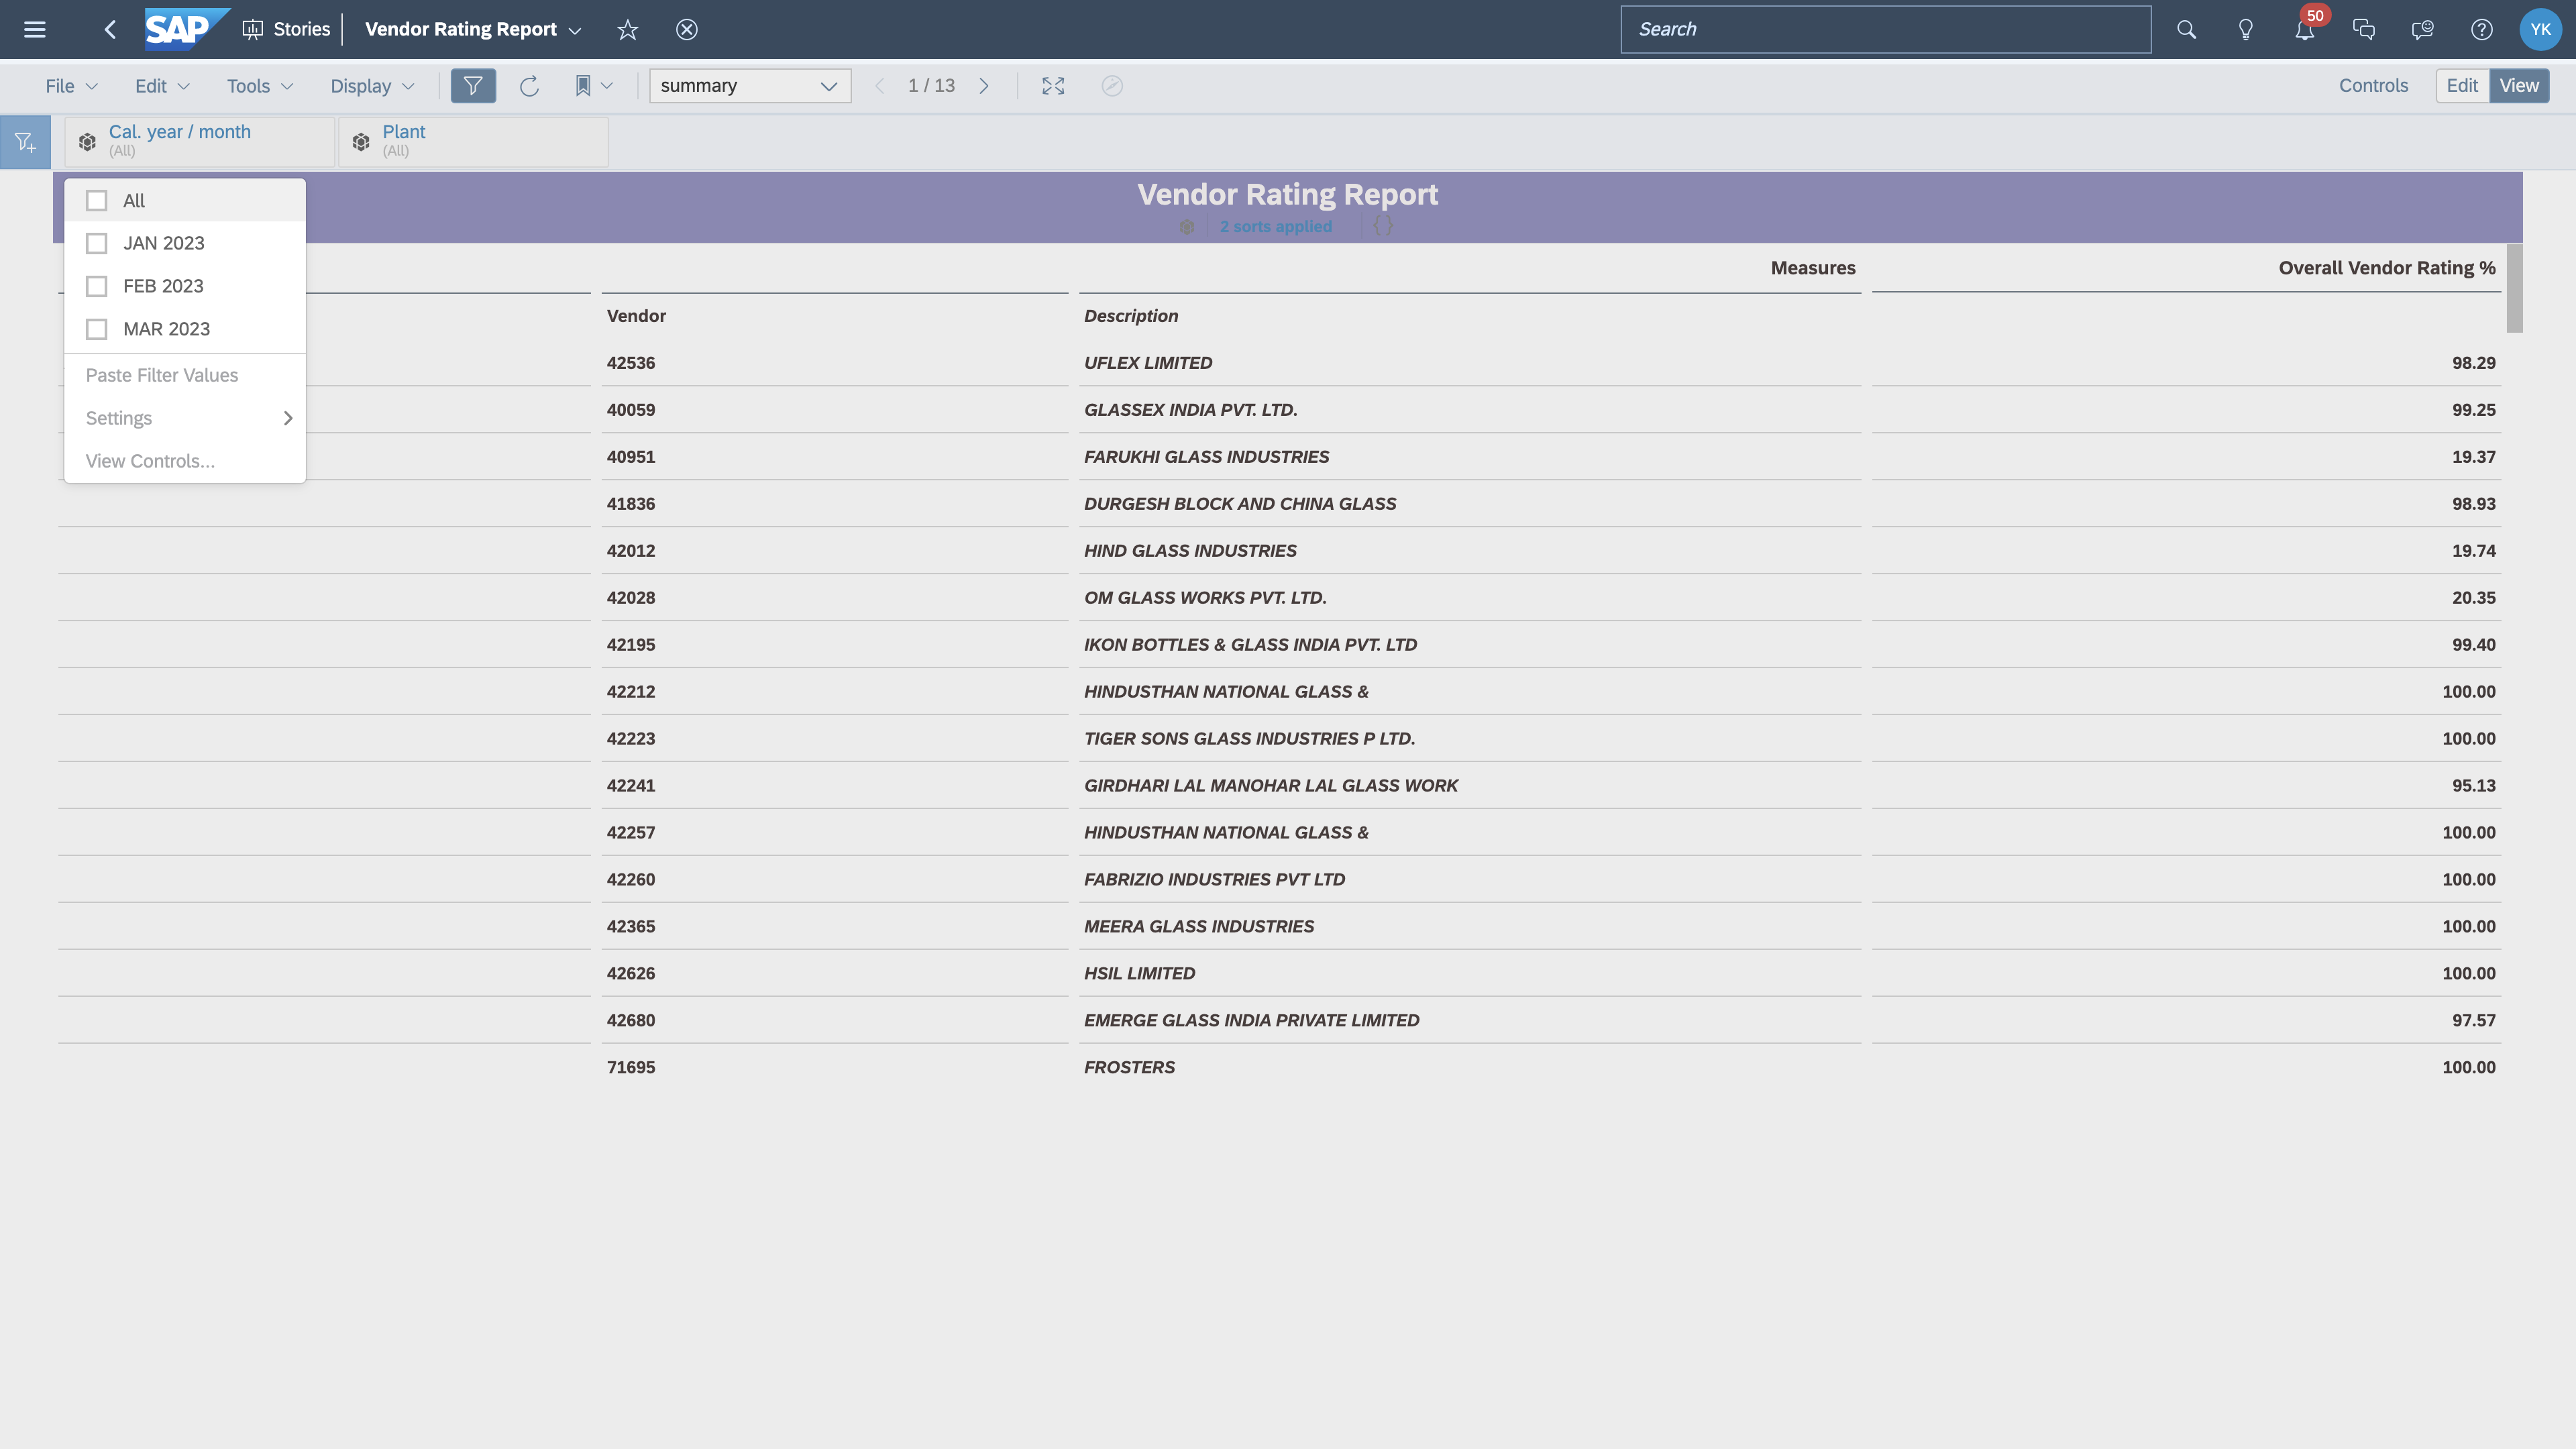 SAP Stories Vendor Rating Report Search 50 YK
File Edit Tools Display summary 1 / 13 Controls Edit View
Cal. year / month Plant
(All) (All)
Vendor Rating Report
2 sorts applied { }
All
JAN 2023
FEB 2023
MAR 2023
Paste Filter Values
Settings
View Controls...
Measures Overall Vendor Rating %
Vendor Description
42536 UFLEX LIMITED 98.29
40059 GLASSEX INDIA PVT. LTD. 99.25
40951 FARUKHI GLASS INDUSTRIES 19.37
41836 DURGESH BLOCK AND CHINA GLASS 98.93
42012 HIND GLASS INDUSTRIES 19.74
42028 OM GLASS WORKS PVT. LTD. 20.35
42195 IKON BOTTLES & GLASS INDIA PVT. LTD 99.40
42212 HINDUSTHAN NATIONAL GLASS & 100.00
42223 TIGER SONS GLASS INDUSTRIES P LTD. 100.00
42241 GIRDHARI LAL MANOHAR LAL GLASS WORK 95.13
42257 HINDUSTHAN NATIONAL GLASS & 100.00
42260 FABRIZIO INDUSTRIES PVT LTD 100.00
42365 MEERA GLASS INDUSTRIES 100.00
42626 HSIL LIMITED 100.00
42680 EMERGE GLASS INDIA PRIVATE LIMITED 97.57
71695 FROSTERS 100.00